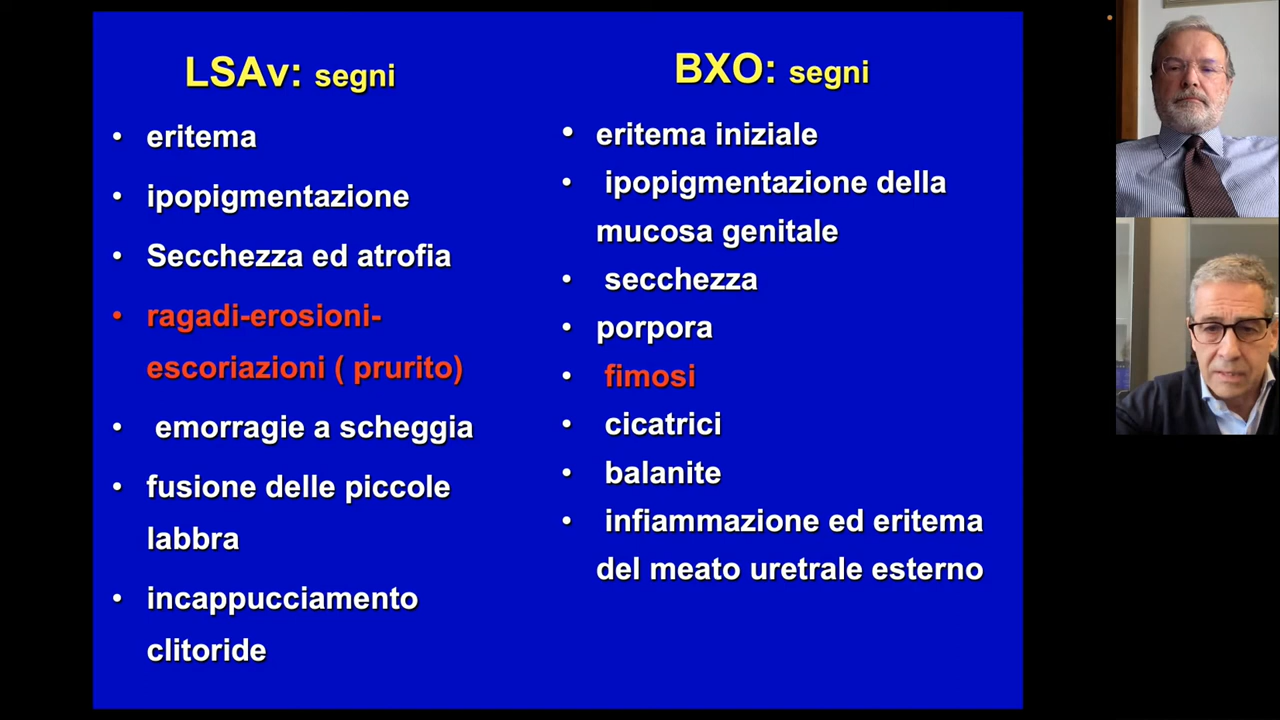 LSAv: segni
• eritema
• ipopigmentazione
• Secchezza ed atrofia
• ragadi-erosioni-
escoriazioni ( prurito)
• emorragie a scheggia
• fusione delle piccole
labbra
• incappucciamento
clitoride
BXO: segni
• eritema iniziale
• ipopigmentazione della
mucosa genitale
• secchezza
• porpora
• fimosi
• cicatrici
• balanite
• infiammazione ed eritema
del meato uretrale esterno